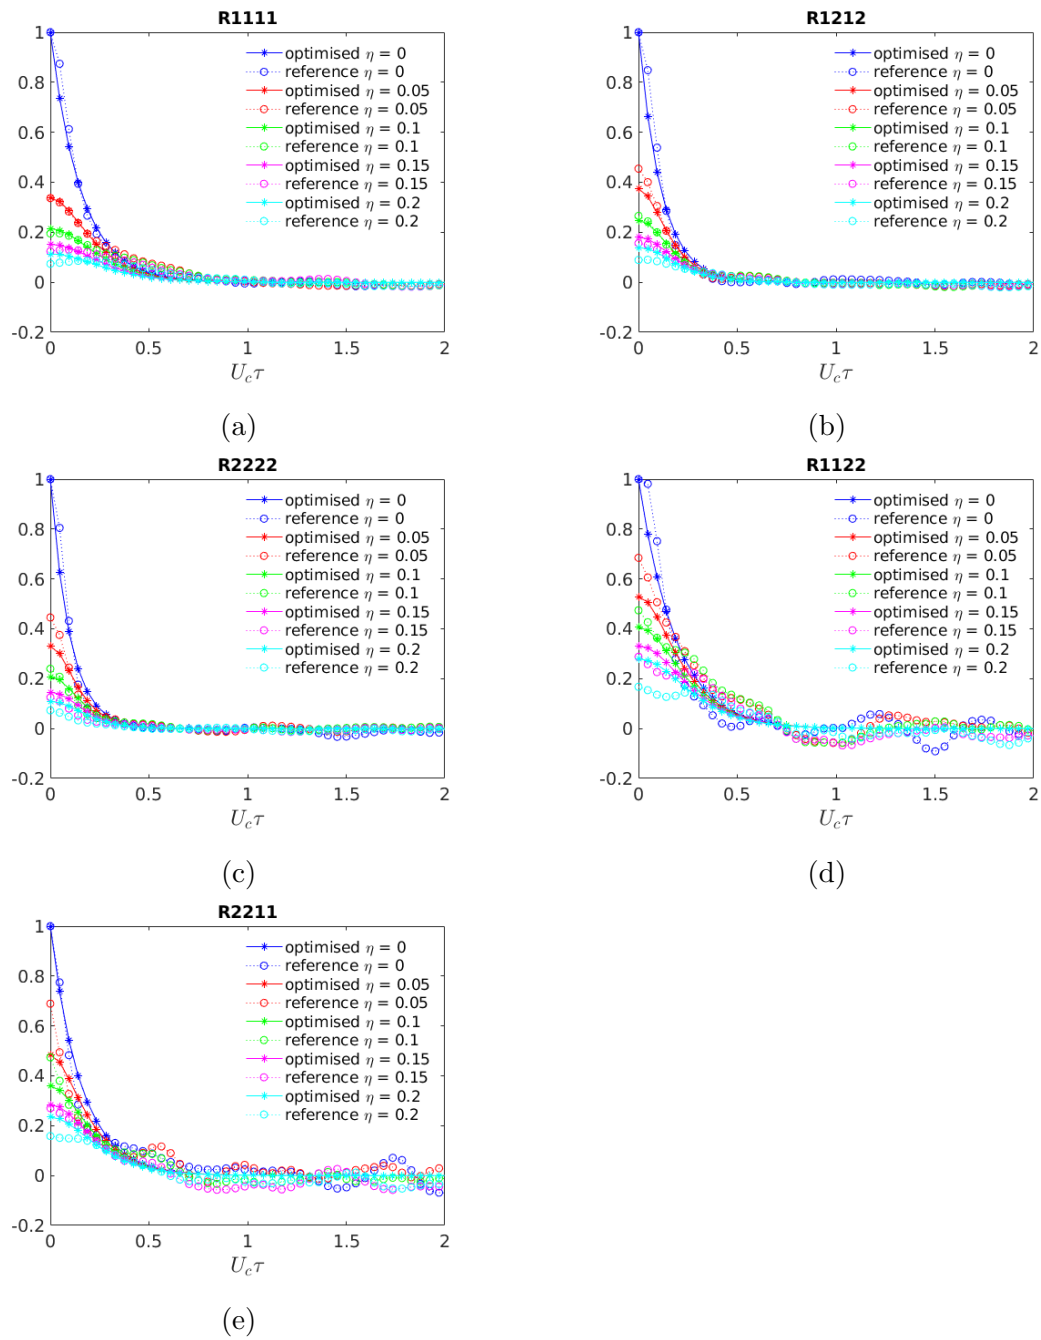 R1111
1
0.8
0.6
0.4
0.2
0
-0.2
0
0.5
1
1.5
2
optimised η = 0
reference η = 0
optimised η = 0.05
reference η = 0.05
optimised η = 0.1
reference η = 0.1
optimised η = 0.15
reference η = 0.15
optimised η = 0.2
reference η = 0.2
U_cτ
(a)
R1212
1
0.8
0.6
0.4
0.2
0
-0.2
0
0.5
1
1.5
2
optimised η = 0
reference η = 0
optimised η = 0.05
reference η = 0.05
optimised η = 0.1
reference η = 0.1
optimised η = 0.15
reference η = 0.15
optimised η = 0.2
reference η = 0.2
U_cτ
(b)
R2222
1
0.8
0.6
0.4
0.2
0
-0.2
0
0.5
1
1.5
2
optimised η = 0
reference η = 0
optimised η = 0.05
reference η = 0.05
optimised η = 0.1
reference η = 0.1
optimised η = 0.15
reference η = 0.15
optimised η = 0.2
reference η = 0.2
U_cτ
(c)
R1122
1
0.8
0.6
0.4
0.2
0
-0.2
0
0.5
1
1.5
2
optimised η = 0
reference η = 0
optimised η = 0.05
reference η = 0.05
optimised η = 0.1
reference η = 0.1
optimised η = 0.15
reference η = 0.15
optimised η = 0.2
reference η = 0.2
U_cτ
(d)
R2211
1
0.8
0.6
0.4
0.2
0
-0.2
0
0.5
1
1.5
2
optimised η = 0
reference η = 0
optimised η = 0.05
reference η = 0.05
optimised η = 0.1
reference η = 0.1
optimised η = 0.15
reference η = 0.15
optimised η = 0.2
reference η = 0.2
U_cτ
(e)